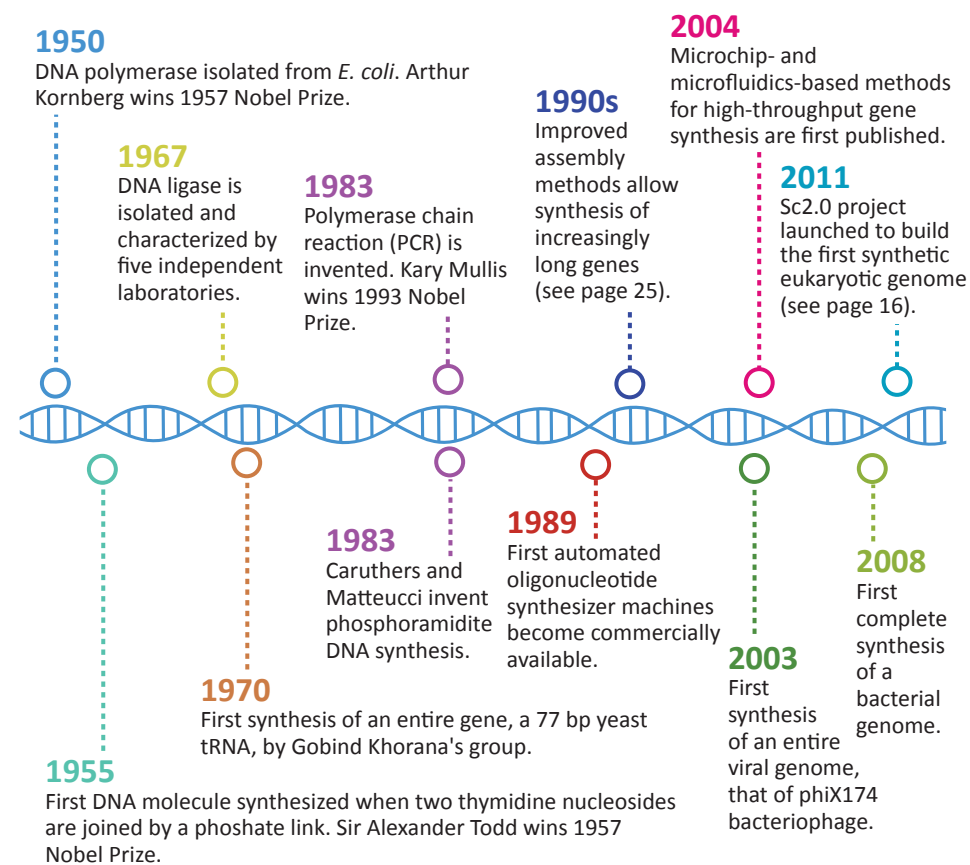 1950
DNA polymerase isolated from E. coli. Arthur
Kornberg wins 1957 Nobel Prize.
1967
DNA ligase is
isolated and
characterized by
five independent
laboratories.
1983
Polymerase chain
reaction (PCR) is
invented. Kary Mullis
wins 1993 Nobel
Prize.
1990s
Improved
assembly
methods allow
synthesis of
increasingly
long genes
(see page 25).
2004
Microchip- and
microfluidics-based methods
for high-throughput gene
synthesis are first published.
2011
Sc2.0 project
launched to build
the first synthetic
eukaryotic genome
(see page 16).
1955
First DNA molecule synthesized when two thymidine nucleosides
are joined by a phoshate link. Sir Alexander Todd wins 1957
Nobel Prize.
1970
First synthesis of an entire gene, a 77 bp yeast
tRNA, by Gobind Khorana's group.
1983
Caruthers and
Matteucci invent
phosphoramidite
DNA synthesis.
1989
First automated
oligonucleotide
synthesizer machines
become commercially
available.
2003
First
synthesis
of an entire
viral genome,
that of phiX174
bacteriophage.
2008
First
complete
synthesis
of a
bacterial
genome.